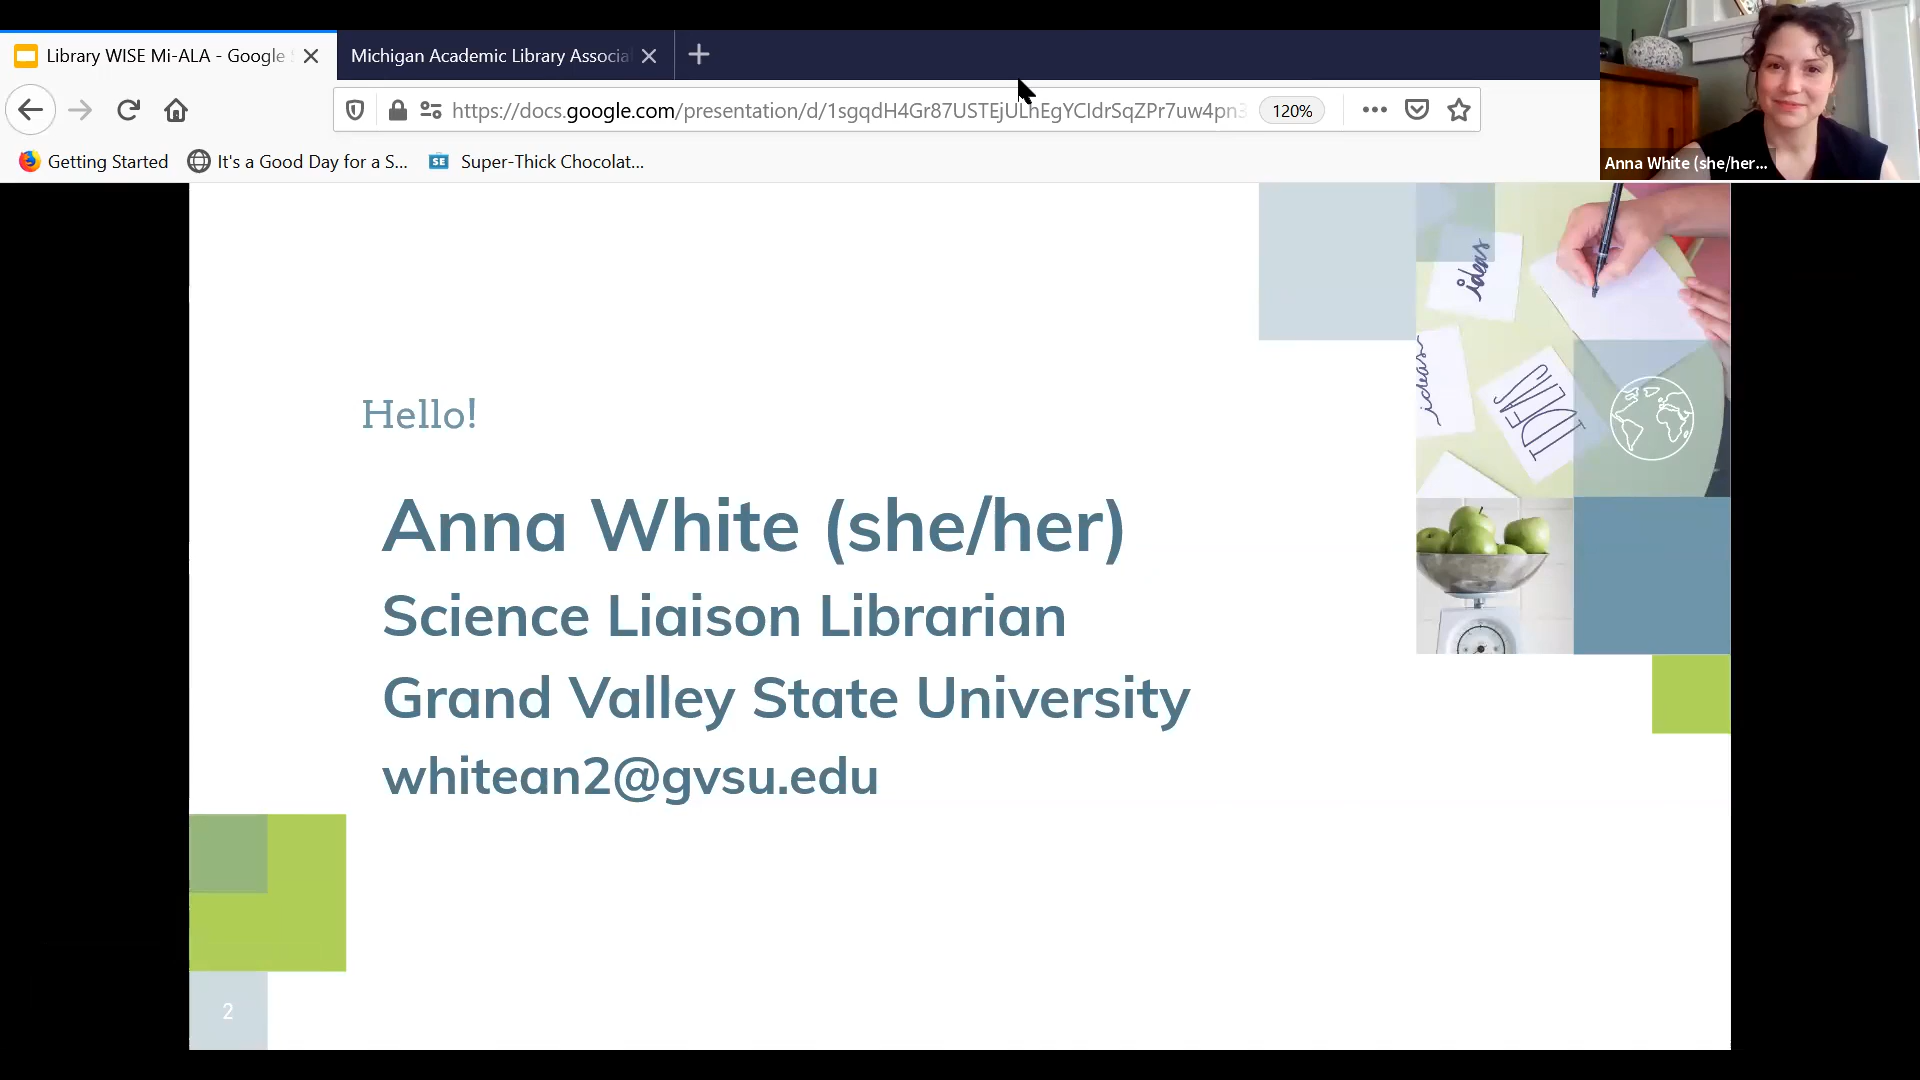 Library WISE Mi-ALA - Google S
Michigan Academic Library Associa
https://docs.google.com/presentation/d/1sgqdH4Gr87USTEjULhEgYCIdrSqZPr7uw4pn3
120%
Getting Started
It's a Good Day for a S...
SE
Super-Thick Chocolat...
Anna White (she/her...
ideas
ideas
IDEAS
Hello!
Anna White (she/her)
Science Liaison Librarian
Grand Valley State University
whitean2@gvsu.edu
2